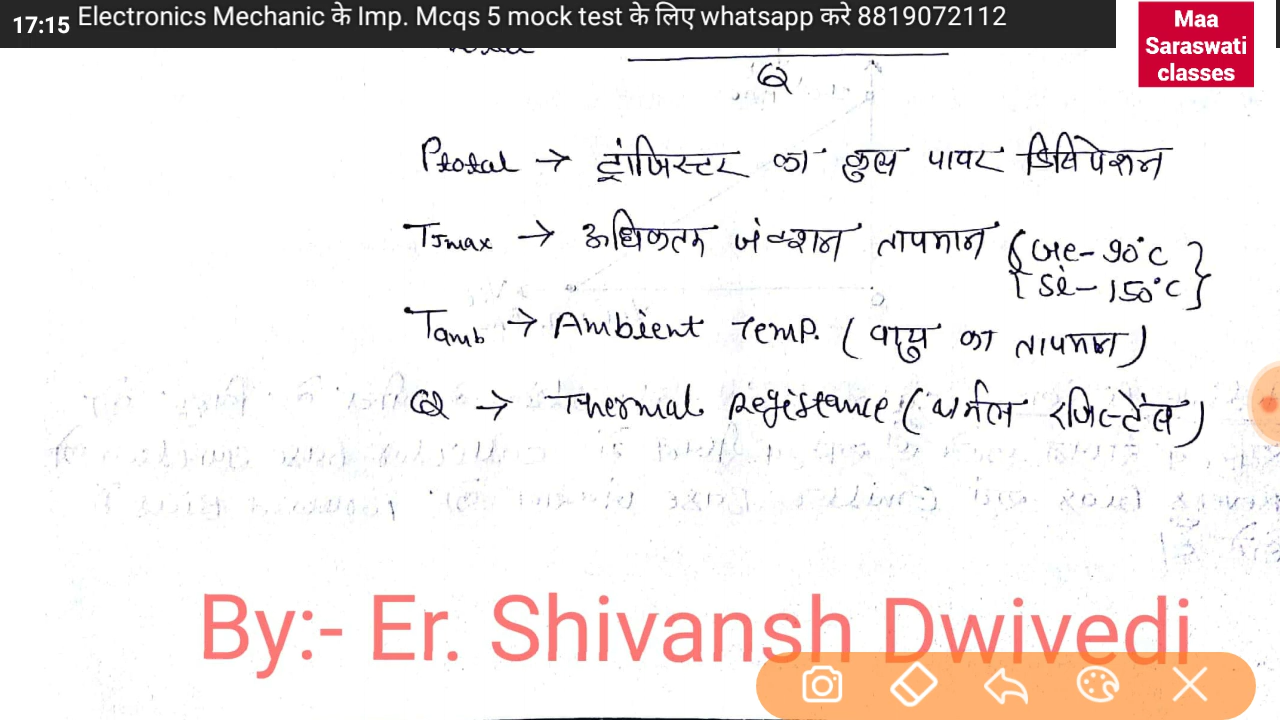 17:15 Electronics Mechanic के Imp. Mcqs 5 mock test के लिए whatsapp करे 8819072112
Maa
Saraswati
classes
Q
Ptotal → ट्रांजिस्टर का कुल पावर डिसिपेशन
TJmax → अधिकतम जंक्शन तापमान { Ge - 90°C
Si - 150°C }
Tamb → Ambient Temp. (वायु का तापमान)
Q → Thermal Registance (थर्मल रजिस्टेंस)
By:- Er. Shivansh Dwivedi